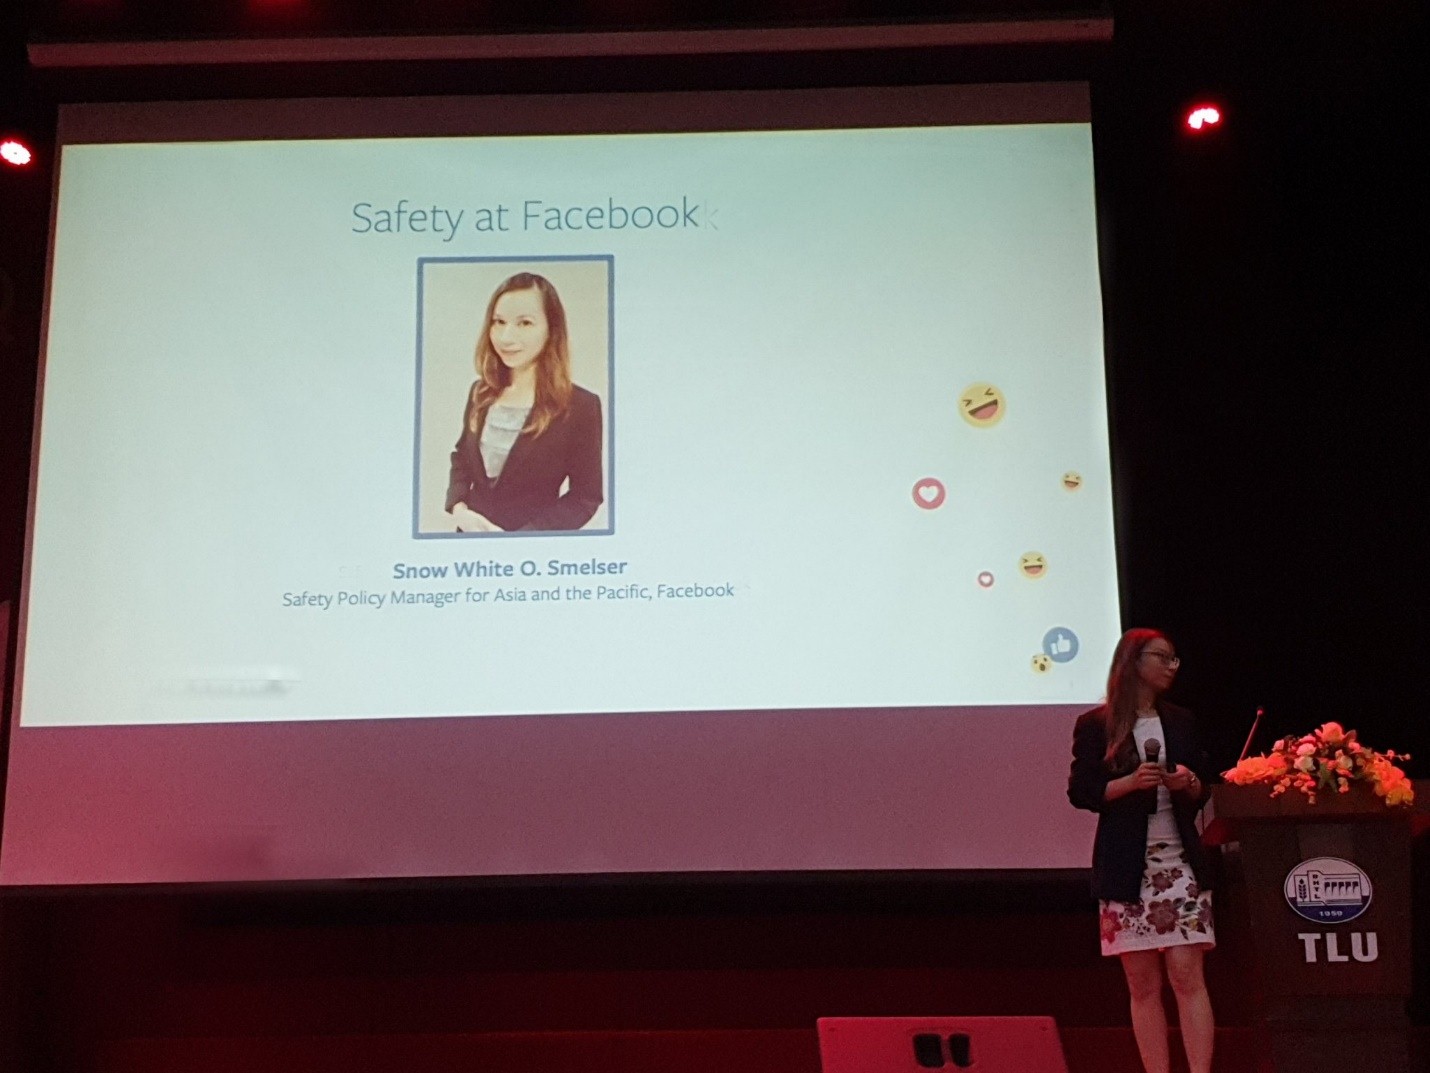 Safety at Facebook
Snow White O. Smelser
Safety Policy Manager for Asia and the Pacific, Facebook
1959
TLU